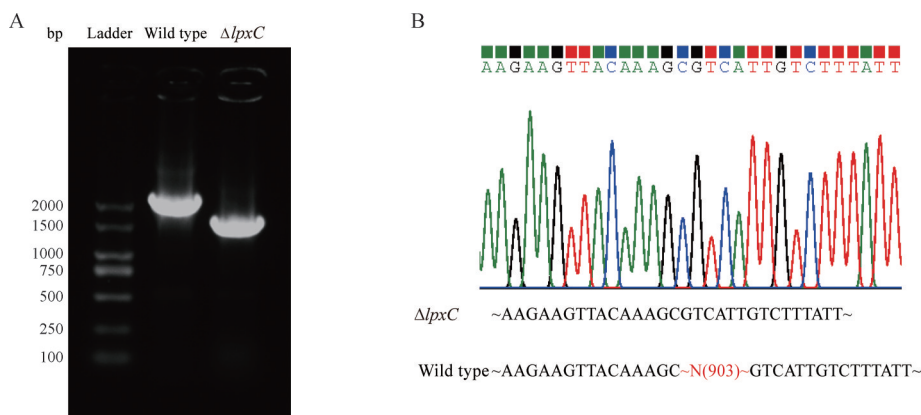 A
bp Ladder Wild type ΔlpxC
2000
1500
1000
750
500
250
100
B
AAGAAGTTACAAAGCGTCATTGTCTTTATT
ΔlpxC ~AAGAAGTTACAAAGCGTCATTGTCTTTATT~
Wild type ~AAGAAGTTACAAAGC~N(903)~GTCATTGTCTTTATT~